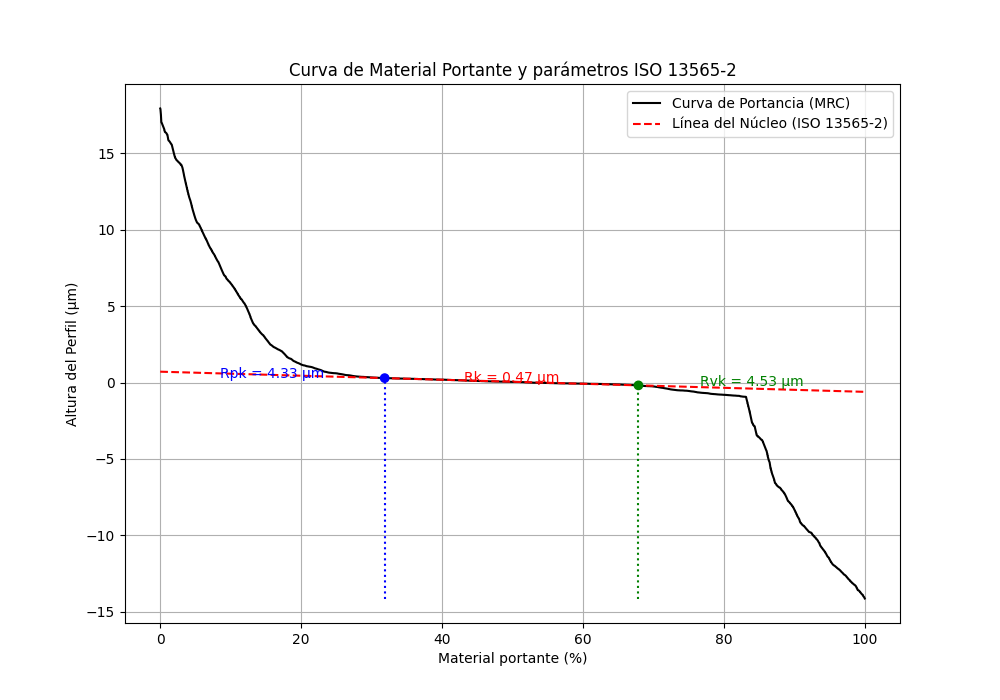 Curva de Material Portante y parámetros ISO 13565-2
Curva de Portancia (MRC)
Línea del Núcleo (ISO 13565-2)
Altura del Perfil (μm)
15
10
5
0
−5
−10
−15
Rpk = 4.33 μm
Rk = 0.47 μm
Rvk = 4.53 μm
0 20 40 60 80 100
Material portante (%)